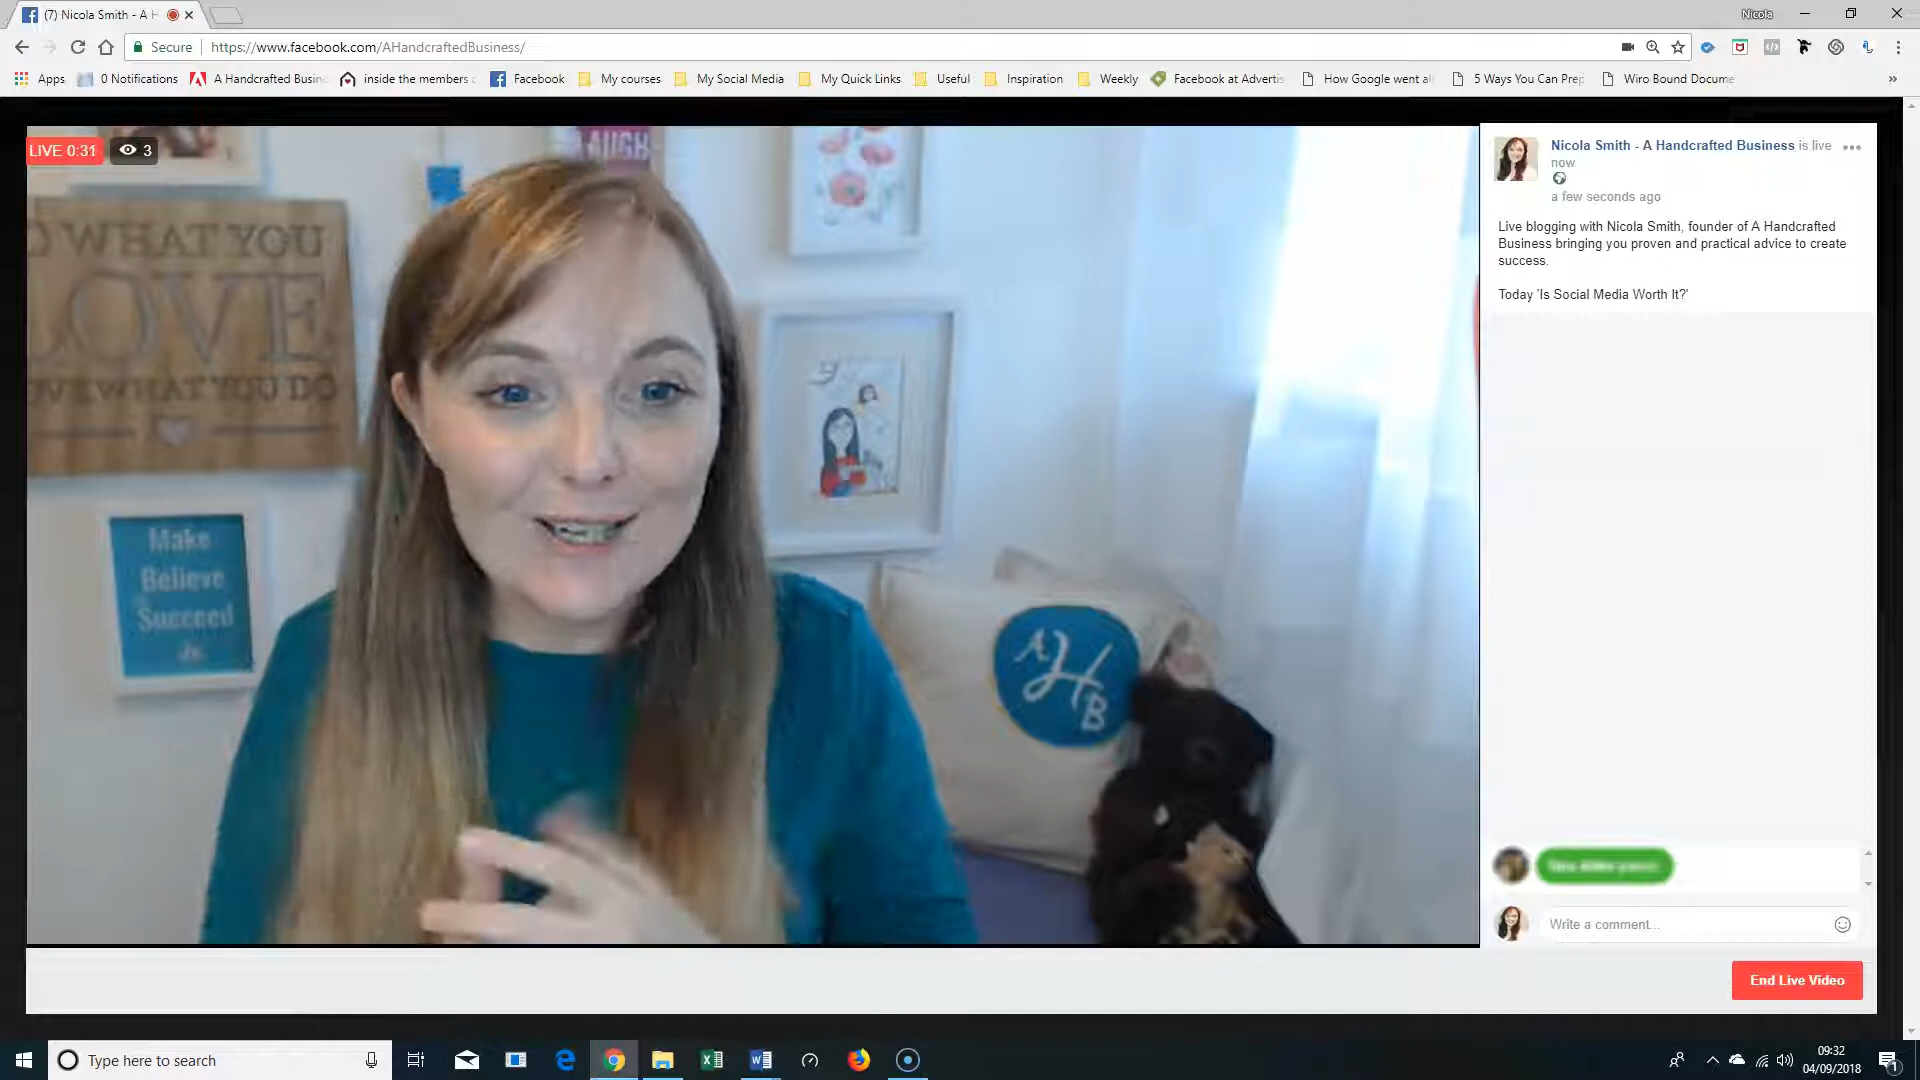 (7) Nicola Smith - A H
Nicola
Secure
https://www.facebook.com/AHandcraftedBusiness/
Apps
0 Notifications
A Handcrafted Busin
inside the members
Facebook
My courses
My Social Media
My Quick Links
Useful
Inspiration
Weekly
Facebook at Advertis
How Google went al
5 Ways You Can Prep
Wiro Bound Docume
»
LIVE 0:31
3
LAUGH
WHAT YOU
LOVE
LOVE WHAT YOU DO
Make
Believe
Succeed
AHB
Nicola Smith - A Handcrafted Business is live
now
a few seconds ago
Live blogging with Nicola Smith, founder of A Handcrafted
Business bringing you proven and practical advice to create
success.
Today 'Is Social Media Worth It?'
Write a comment...
End Live Video
Type here to search
09:32
04/09/2018
1